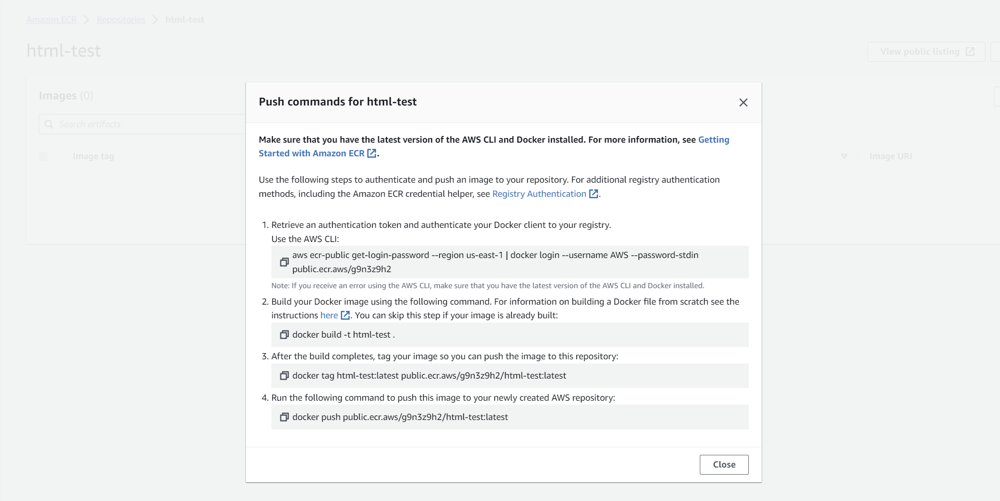 Amazon ECR > Repositories > html-test
html-test
View public listing
Images (0)
Search artifacts
Image tag
Image URI
Push commands for html-test
Make sure that you have the latest version of the AWS CLI and Docker installed. For more information, see Getting
Started with Amazon ECR .
Use the following steps to authenticate and push an image to your repository. For additional registry authentication
methods, including the Amazon ECR credential helper, see Registry Authentication .
1. Retrieve an authentication token and authenticate your Docker client to your registry.
Use the AWS CLI:
aws ecr-public get-login-password --region us-east-1 | docker login --username AWS --password-stdin
public.ecr.aws/g9n3z9h2
Note: If you receive an error using the AWS CLI, make sure that you have the latest version of the AWS CLI and Docker installed.
2. Build your Docker image using the following command. For information on building a Docker file from scratch see the
instructions here . You can skip this step if your image is already built:
docker build -t html-test .
3. After the build completes, tag your image so you can push the image to this repository:
docker tag html-test:latest public.ecr.aws/g9n3z9h2/html-test:latest
4. Run the following command to push this image to your newly created AWS repository:
docker push public.ecr.aws/g9n3z9h2/html-test:latest
Close